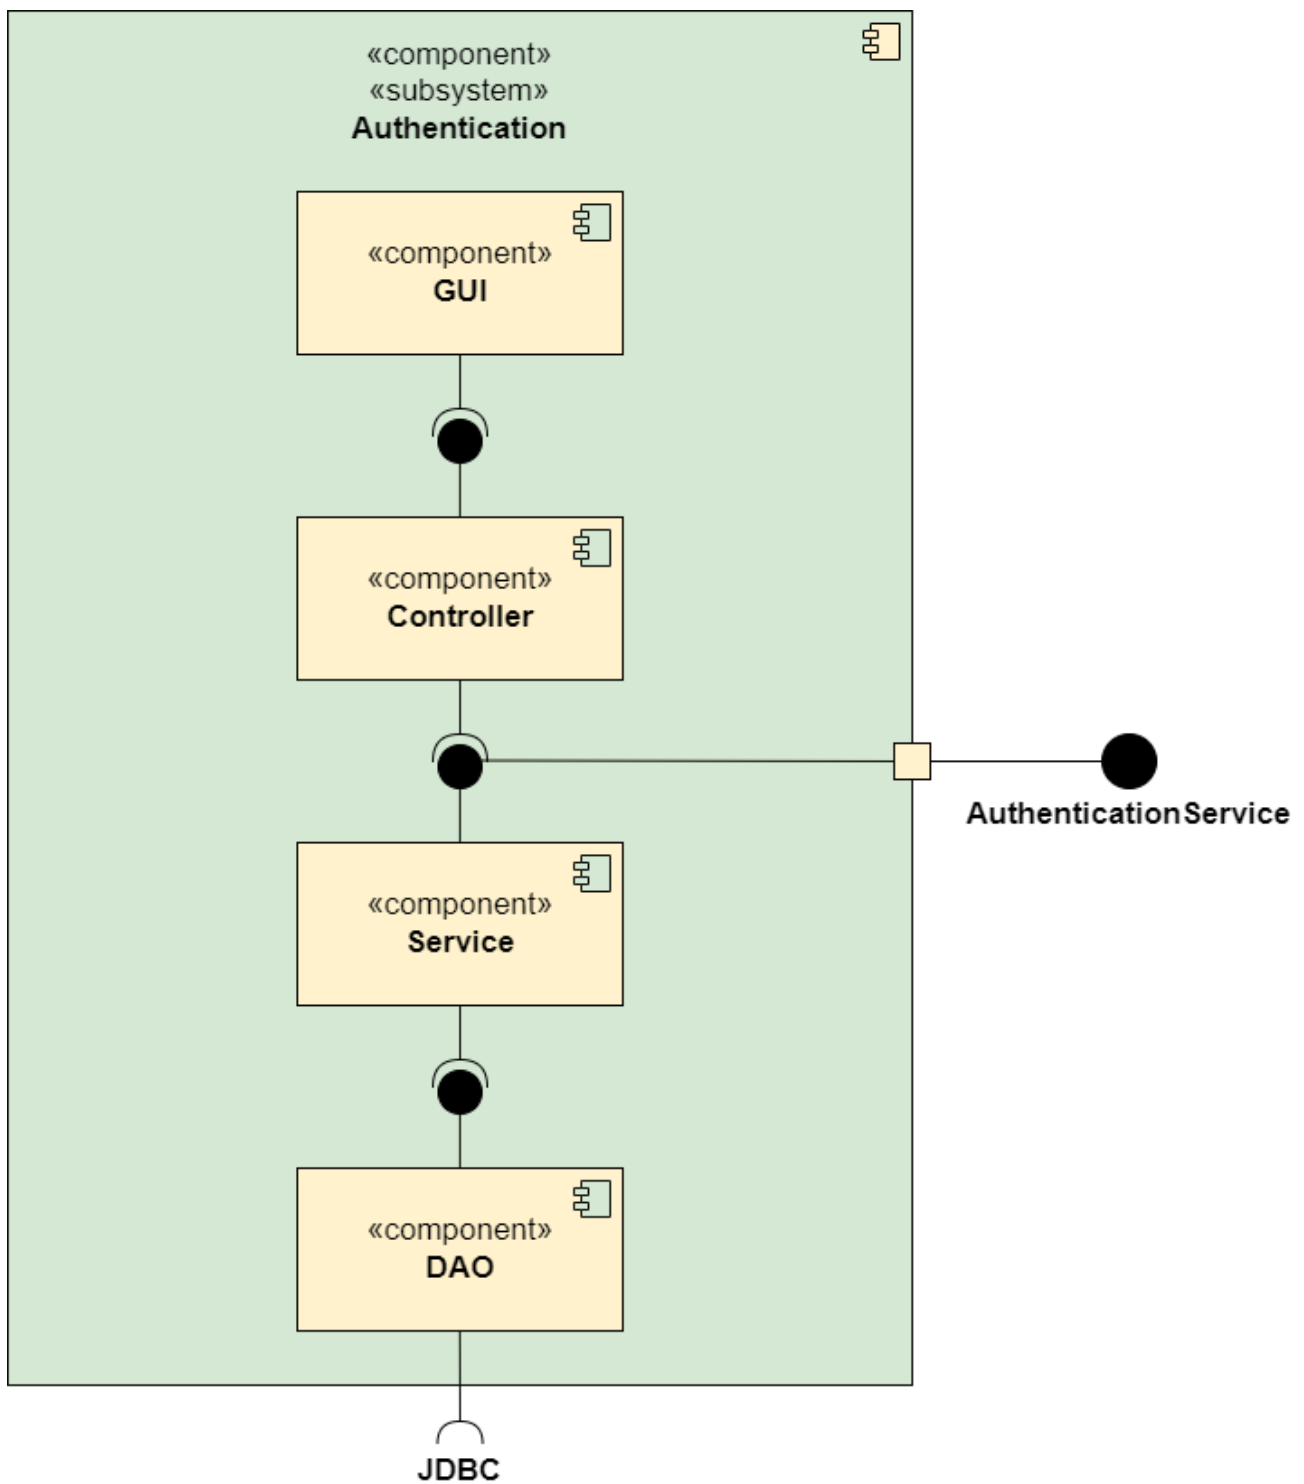 «component»
«subsystem»
Authentication
«component»
GUI
«component»
Controller
AuthenticationService
«component»
Service
«component»
DAO
JDBC